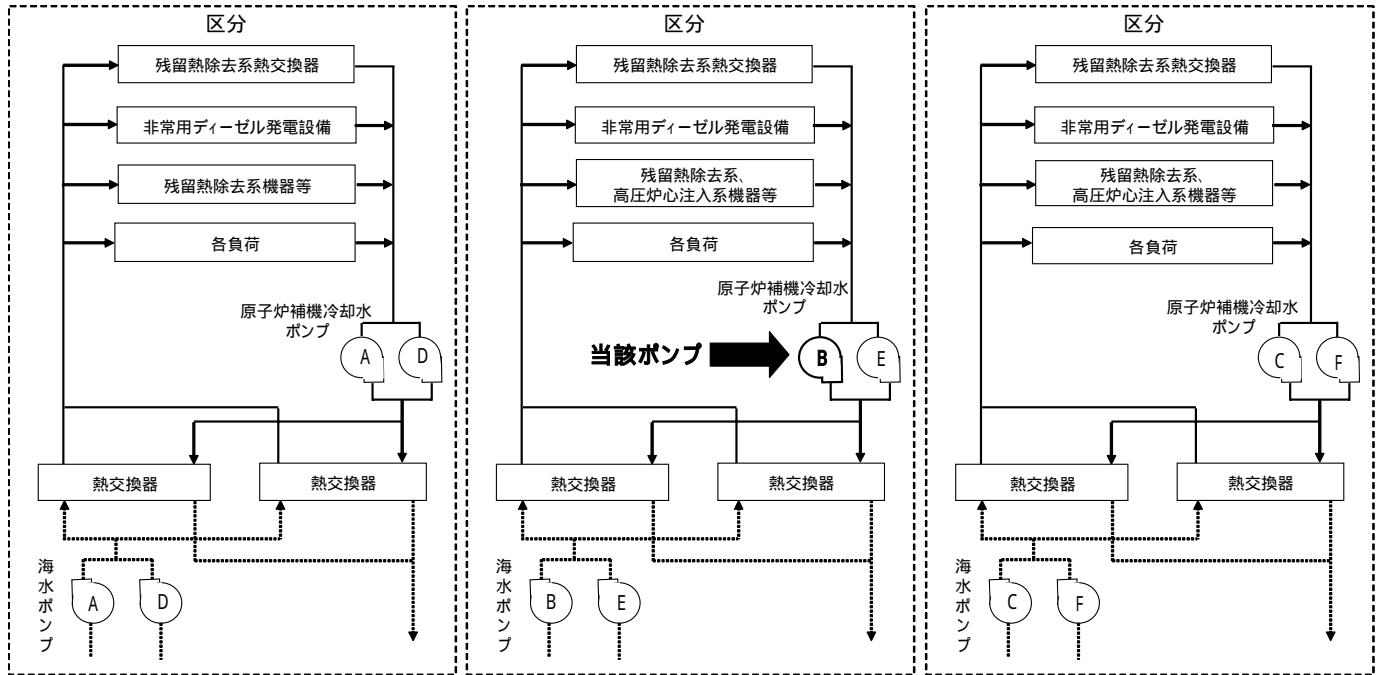 区分
残留熱除去系熱交換器
非常用ディーゼル発電設備
残留熱除去系機器等
各負荷
原子炉補機冷却水
ポンプ
A
D
熱交換器
熱交換器
海水ポンプ
A
D
区分
残留熱除去系熱交換器
非常用ディーゼル発電設備
残留熱除去系、
高圧炉心注入系機器等
各負荷
原子炉補機冷却水
ポンプ
当該ポンプ
B
E
熱交換器
熱交換器
海水ポンプ
B
E
区分
残留熱除去系熱交換器
非常用ディーゼル発電設備
残留熱除去系、
高圧炉心注入系機器等
各負荷
原子炉補機冷却水
ポンプ
C
F
熱交換器
熱交換器
海水ポンプ
C
F